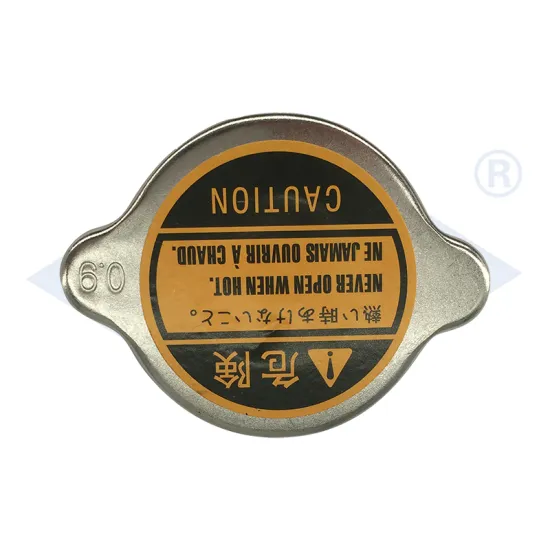 危険
熱い時あけないこと。
NEVER OPEN WHEN HOT.
NE JAMAIS OUVRIR À CHAUD.
CAUTION
0.9
®